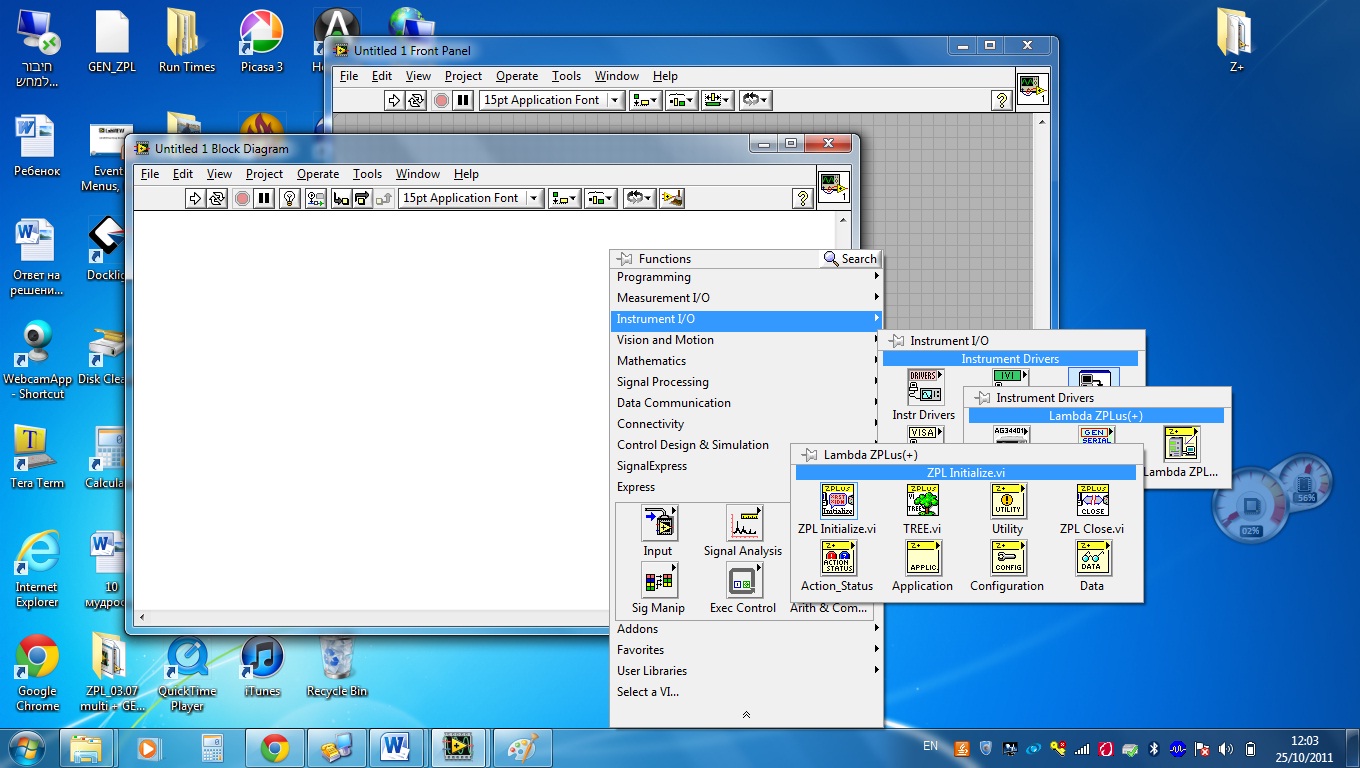 חיבור
למחש...
GEN_ZPL
Run Times
Picasa 3
Z+
Ребенок
Event
Menus,
Ответ на
решени...
Docklig
WebcamApp
- Shortcut
Disk Clea
Tera Term
Calcula
Internet
Explorer
10
мудрос
Google
Chrome
ZPL_03.07
multi + GE...
QuickTime
Player
iTunes
Recycle Bin
Untitled 1 Front Panel
File Edit View Project Operate Tools Window Help
15pt Application Font
Untitled 1 Block Diagram
File Edit View Project Operate Tools Window Help
15pt Application Font
Functions
Search
Programming
Measurement I/O
Instrument I/O
Vision and Motion
Mathematics
Signal Processing
Data Communication
Connectivity
Control Design & Simulation
SignalExpress
Express
Input
Signal Analysis
Sig Manip
Exec Control
Arith & Com...
Addons
Favorites
User Libraries
Select a VI...
Instrument I/O
Instrument Drivers
DRIVERS
IVI
Instr Drivers
VISA
Instrument Drivers
Lambda ZPLus(+)
AG34401
GEN
SERIAL
Z+
Lambda ZPL...
Lambda ZPLus(+)
ZPL Initialize.vi
ZPLUS
Initialize
ZPLUS
VI
TREE
Z+
UTILITY
ZPLUS
CLOSE
ZPL Initialize.vi
TREE.vi
Utility
ZPL Close.vi
Z+
ACTION
STATUS
Z+
APPLIC.
Z+
CONFIG
Z+
DATA
Action_Status
Application
Configuration
Data
02%
56%
EN
12:03
25/10/2011